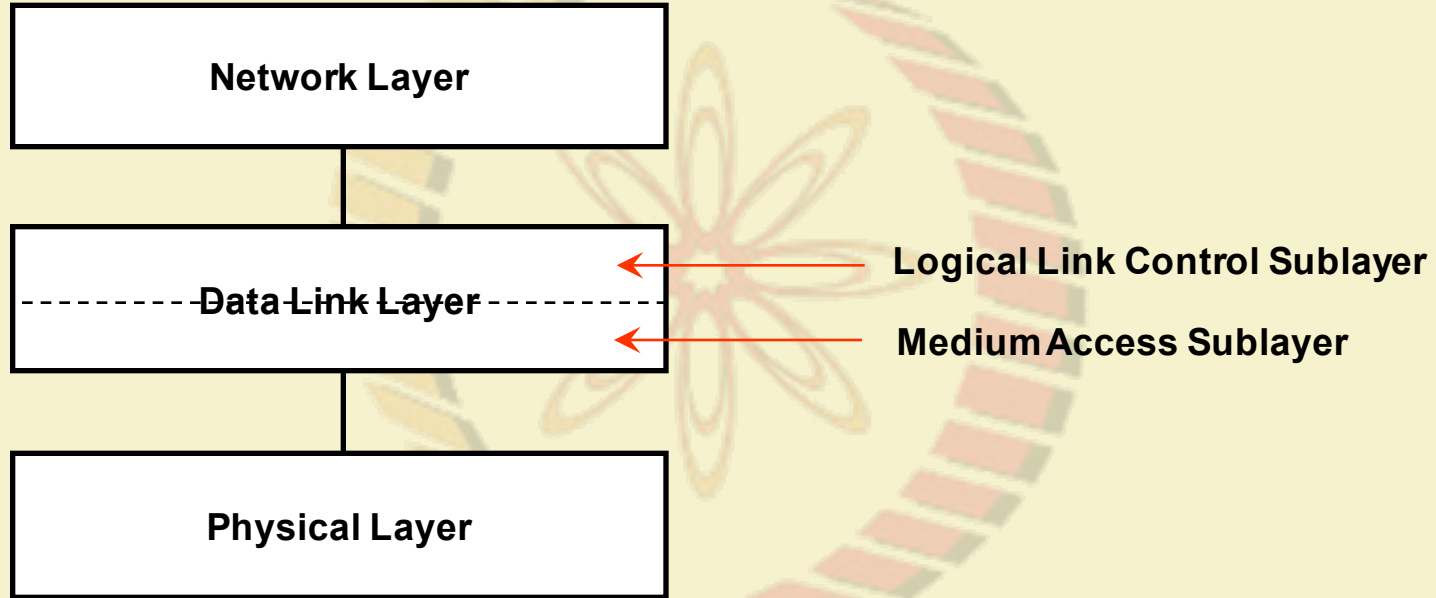 Network Layer
Logical Link Control Sublayer
Data Link Layer
Medium Access Sublayer
Physical Layer